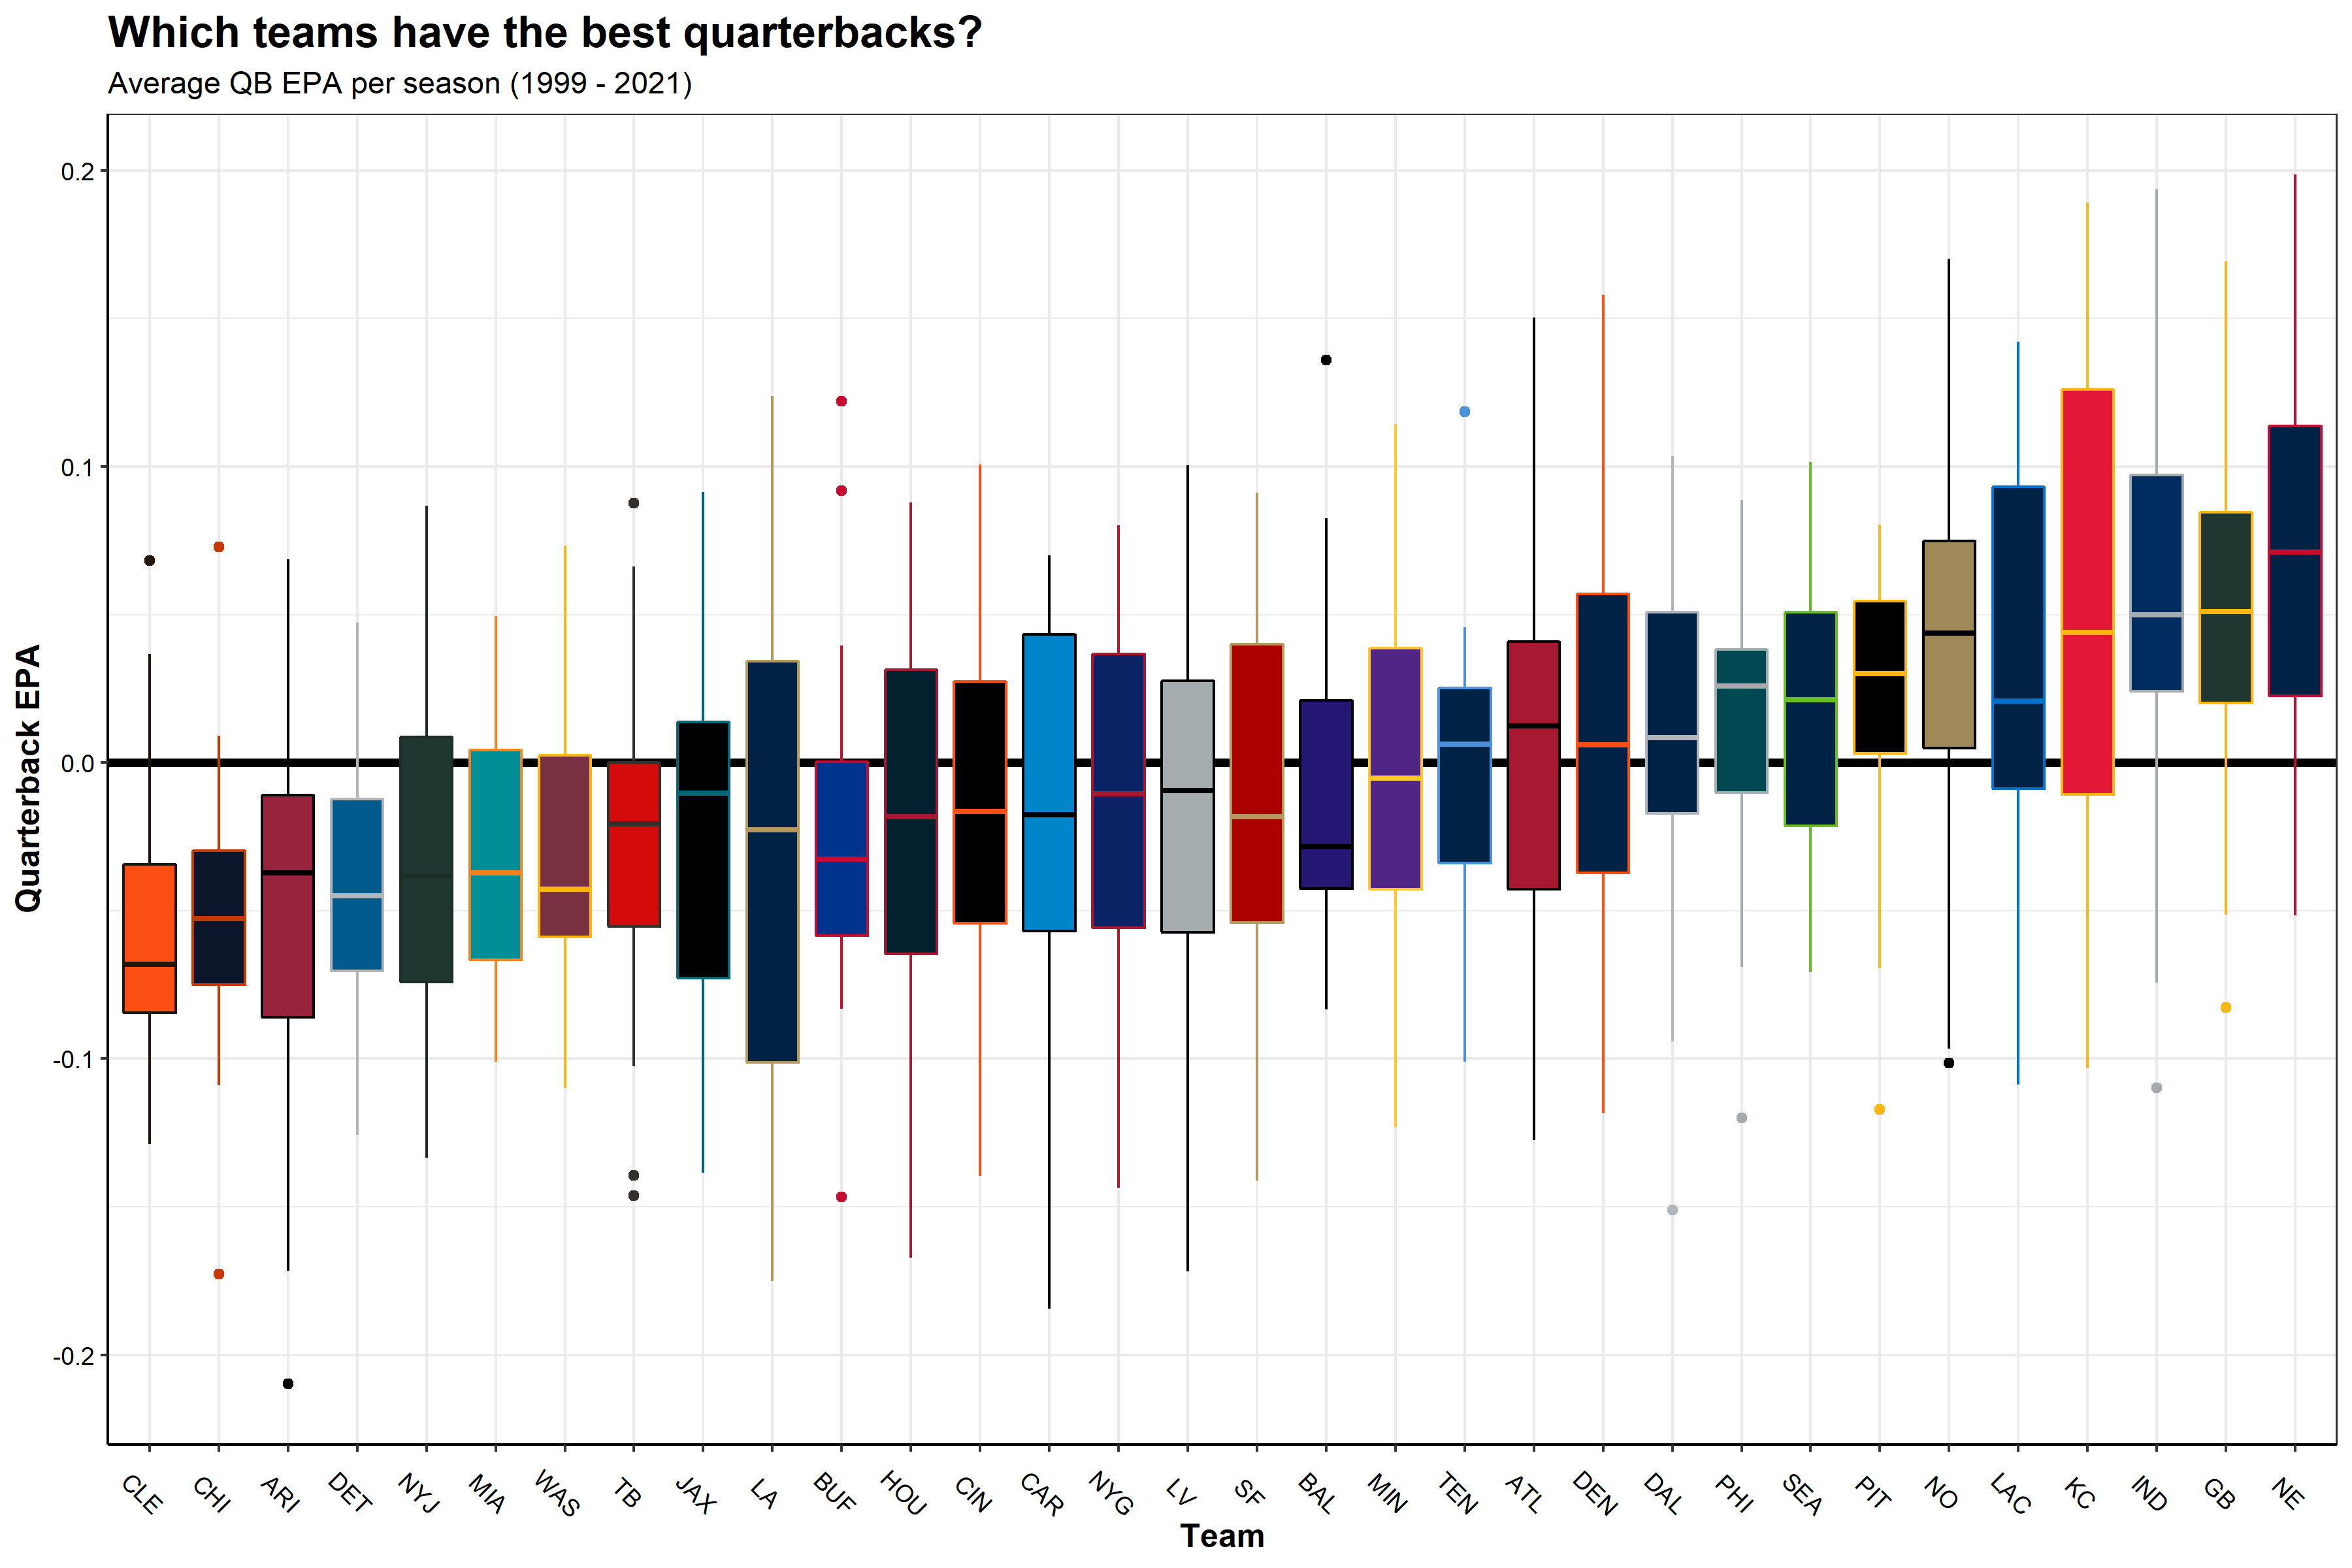 Which teams have the best quarterbacks?
Average QB EPA per season (1999 - 2021)
Quarterback EPA
0.2
0.1
0.0
-0.1
-0.2
CLE CHI ARI DET NYJ MIA WAS TB JAX LA BUF HOU CIN CAR NYG LV SF BAL MIN TEN ATL DEN DAL PHI SEA PIT NO LAC KC IND GB NE
Team